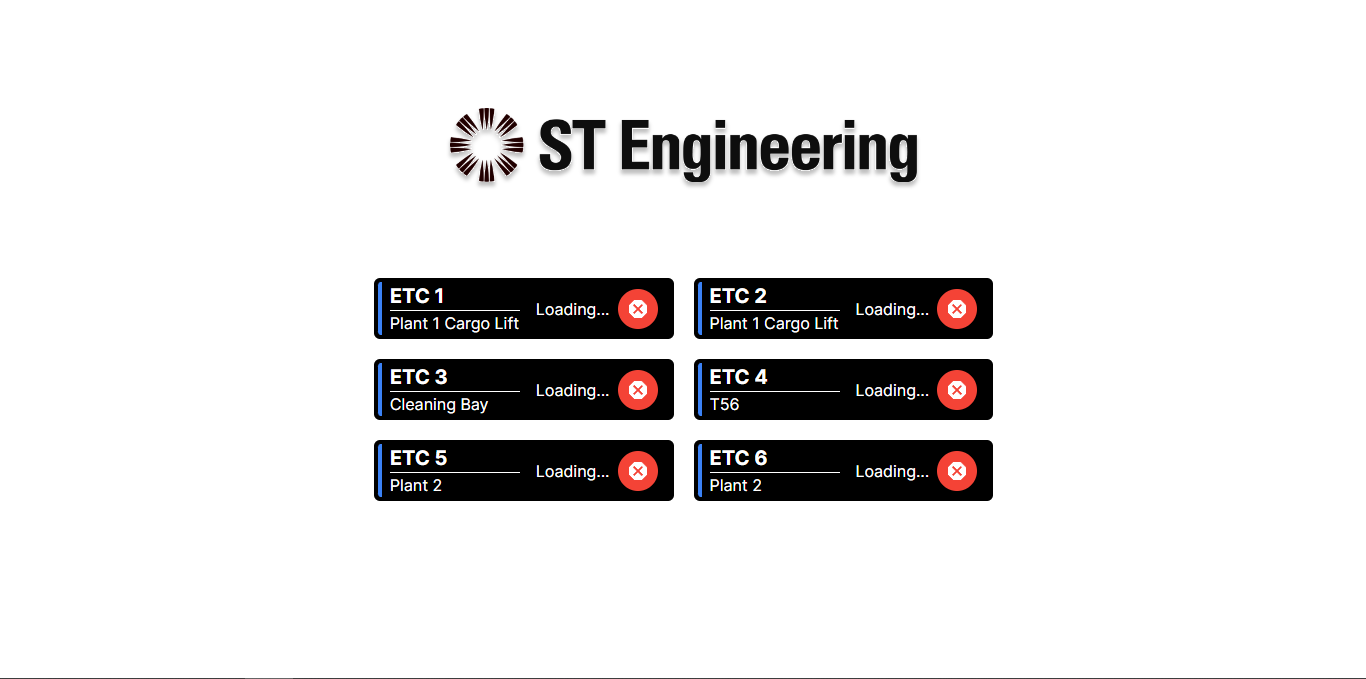 ST Engineering
ETC 1
Plant 1 Cargo Lift
Loading...
ETC 2
Plant 1 Cargo Lift
Loading...
ETC 3
Cleaning Bay
Loading...
ETC 4
T56
Loading...
ETC 5
Plant 2
Loading...
ETC 6
Plant 2
Loading...